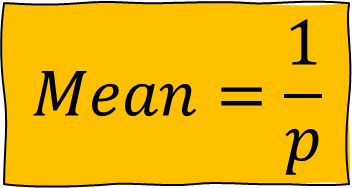 Mean = 1/p